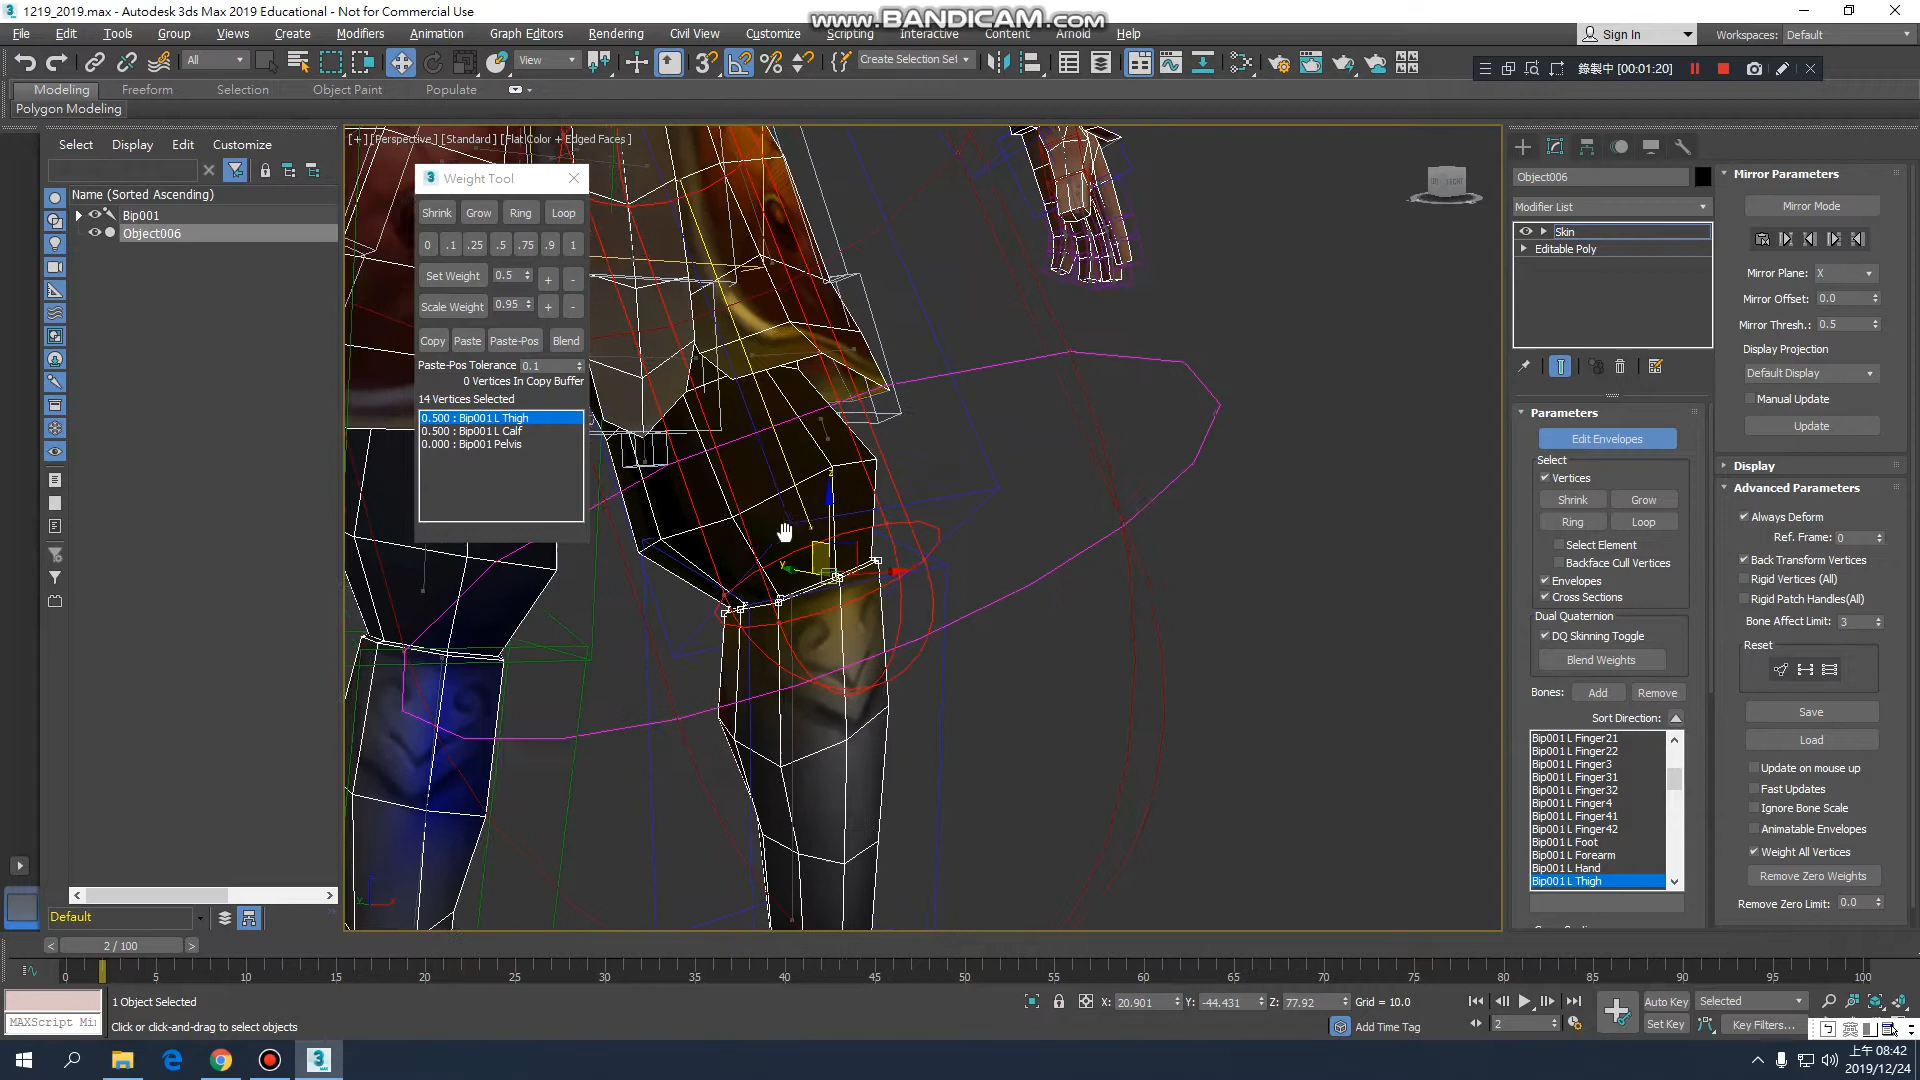 1219_2019.max - Autodesk 3ds Max 2019 Educational - Not for Commercial Use
www.BANDICAM.com
File Edit Tools Group Views Create Modifiers Animation Graph Editors Rendering Civil View Customize Scripting Interactive Content Arnold Help
Sign In
Workspaces: Default
All
View
Create Selection Set
錄製中 [00:01:20]
Modeling Freeform Selection Object Paint Populate
Polygon Modeling
Select Display Edit Customize
Name (Sorted Ascending)
Bip001
Object006
[+] [Perspective] [Standard] [Flat Color + Edged Faces]
Weight Tool
Shrink Grow Ring Loop
0 .1 .25 .5 .75 .9 1
Set Weight 0.5 + -
Scale Weight 0.95 + -
Copy Paste Paste-Pos Blend
Paste-Pos Tolerance 0.1
0 Vertices In Copy Buffer
14 Vertices Selected
0.500 : Bip001 L Thigh
0.500 : Bip001 L Calf
0.000 : Bip001 Pelvis
Object006
Modifier List
Skin
Editable Poly
Parameters
Edit Envelopes
Select
Vertices
Shrink Grow
Ring Loop
Select Element
Backface Cull Vertices
Envelopes
Cross Sections
Dual Quaternion
DQ Skinning Toggle
Blend Weights
Bones: Add Remove
Sort Direction:
Bip001 L Finger21
Bip001 L Finger22
Bip001 L Finger3
Bip001 L Finger31
Bip001 L Finger32
Bip001 L Finger4
Bip001 L Finger41
Bip001 L Finger42
Bip001 L Foot
Bip001 L Forearm
Bip001 L Hand
Bip001 L Thigh
Mirror Parameters
Mirror Mode
Mirror Plane: X
Mirror Offset: 0.0
Mirror Thresh.: 0.5
Display Projection
Default Display
Manual Update
Update
Display
Advanced Parameters
Always Deform
Ref. Frame: 0
Back Transform Vertices
Rigid Vertices (All)
Rigid Patch Handles(All)
Bone Affect Limit: 3
Reset
Save
Load
Update on mouse up
Fast Updates
Ignore Bone Scale
Animatable Envelopes
Weight All Vertices
Remove Zero Weights
Remove Zero Limit: 0.0
Default
2 / 100
0 5 10 15 20 25 30 35 40 45 50 55 60 65 70 75 80 85 90 95 100
1 Object Selected
X: 20.901 Y: -44.431 Z: 77.92 Grid = 10.0
Auto Key Selected
MAXScript Mi
Click or click-and-drag to select objects
Add Time Tag
2
Set Key Key Filters...
英
上午 08:42
2019/12/24